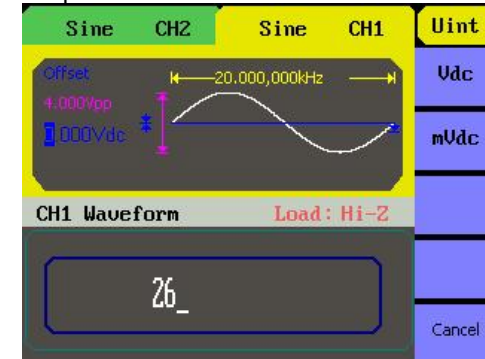 Sine CH2 Sine CH1 Uint
Offset
20.000,000kHz
Vdc
4.000Vpp
0.000Vdc
mVdc
CH1 Waveform Load: Hi-Z
26_
Cancel